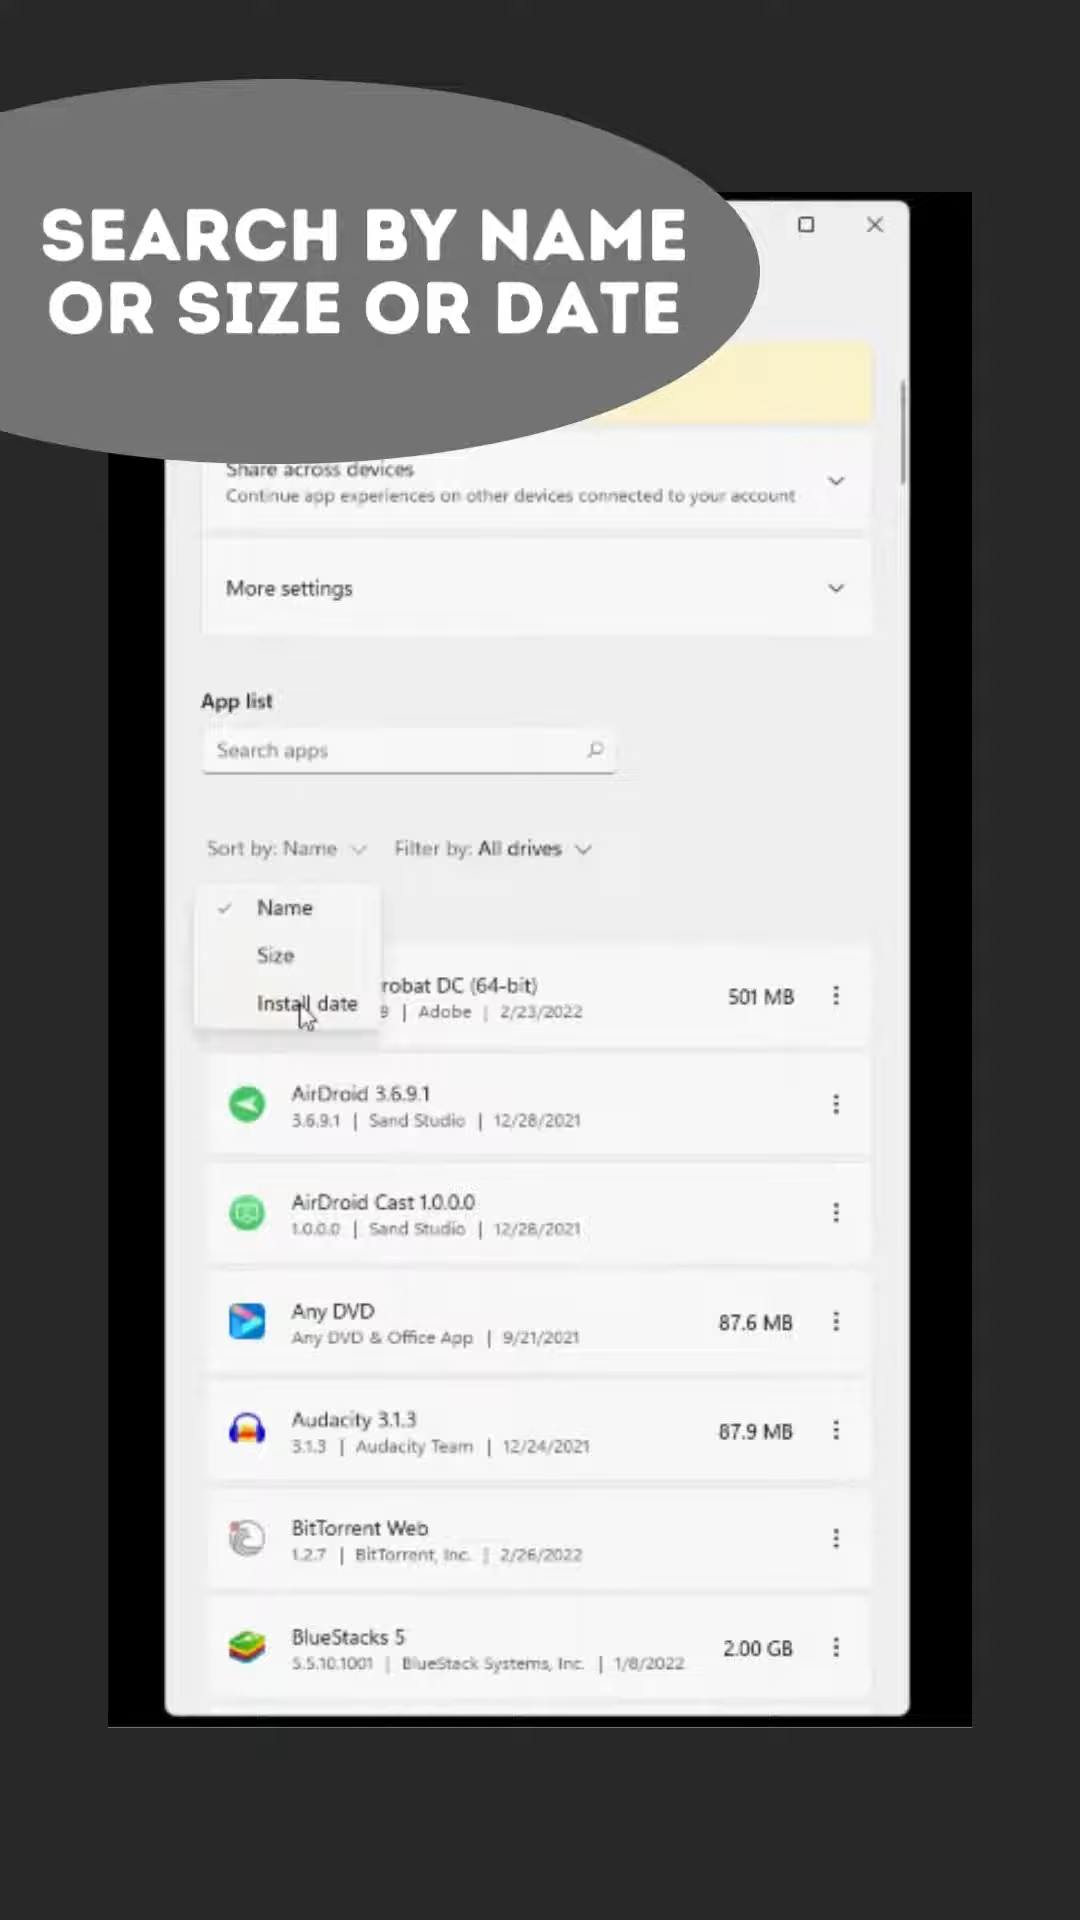 SEARCH BY NAME
OR SIZE OR DATE
Share across devices
Continue app experiences on other devices connected to your account
More settings
App list
Search apps
Sort by: Name Filter by: All drives
Name
Size
Install date
robat DC (64-bit)
9 | Adobe | 2/23/2022
501 MB
AirDroid 3.6.9.1
3.6.9.1 | Sand Studio | 12/28/2021
AirDroid Cast 1.0.0.0
1.0.0.0 | Sand Studio | 12/28/2021
Any DVD
Any DVD & Office App | 9/21/2021
87.6 MB
Audacity 3.1.3
3.1.3 | Audacity Team | 12/24/2021
87.9 MB
BitTorrent Web
1.2.7 | BitTorrent, Inc. | 2/26/2022
BlueStacks 5
5.5.10.1001 | BlueStack Systems, Inc. | 1/8/2022
2.00 GB